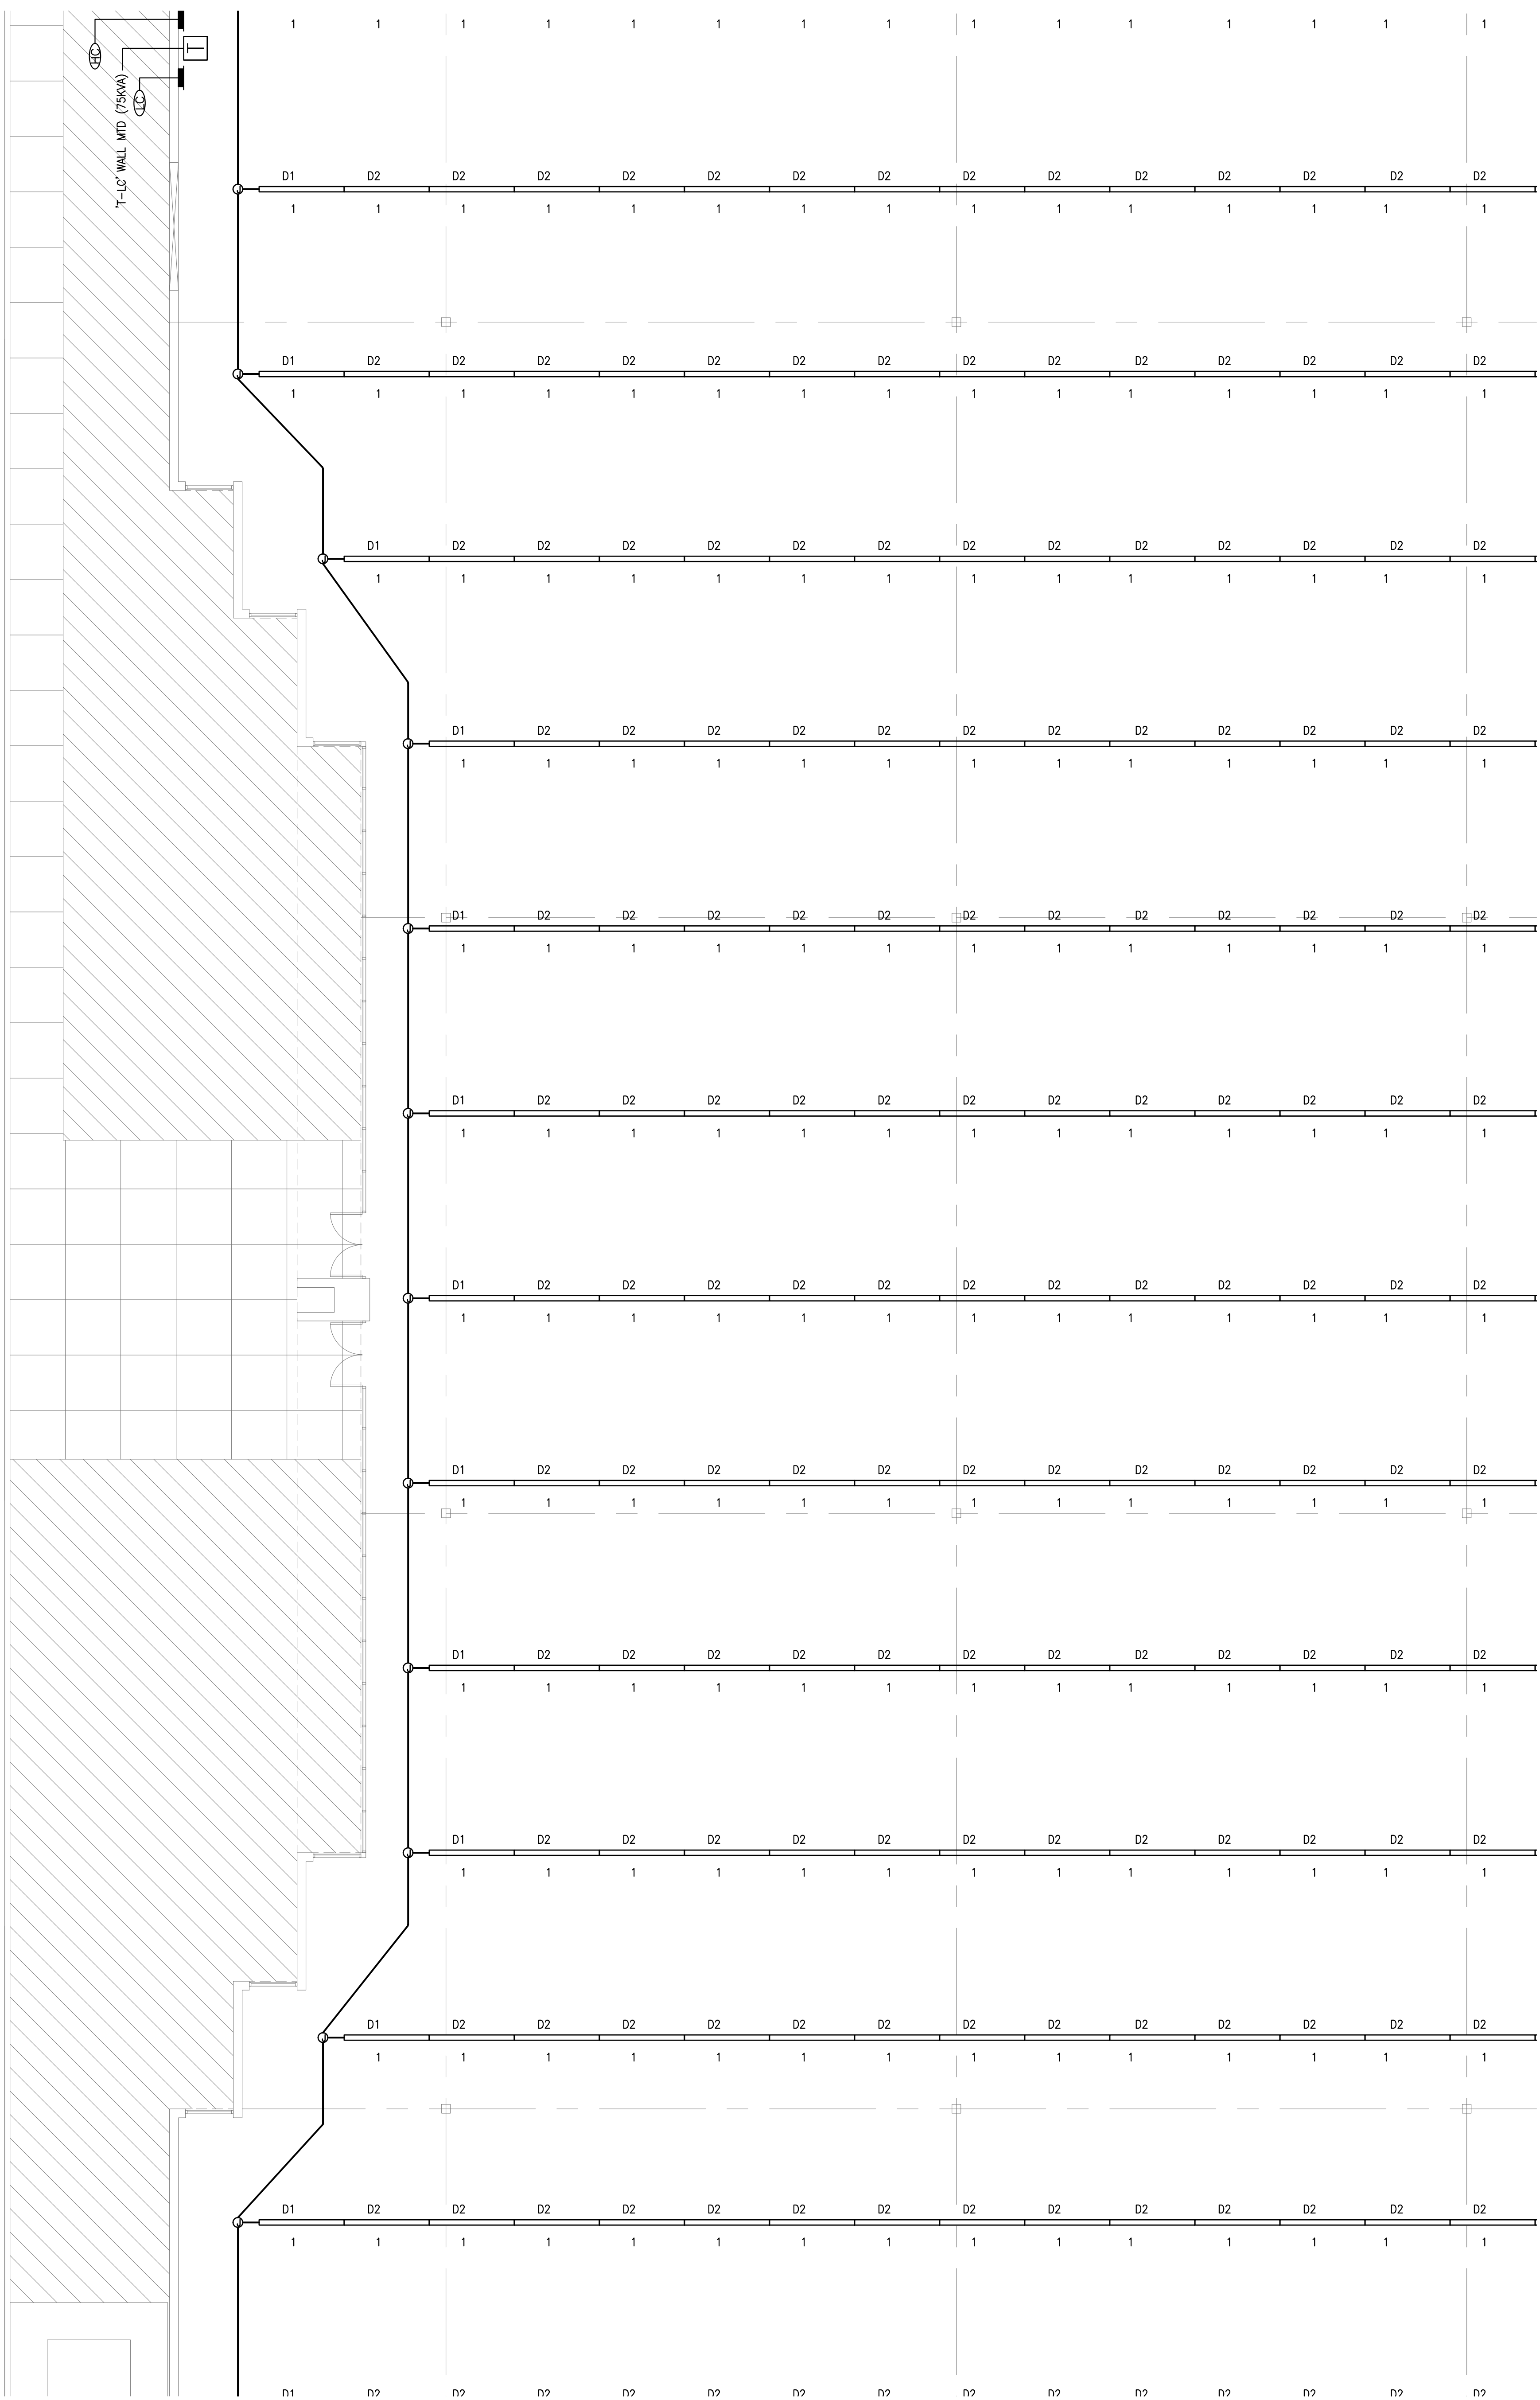 HC
T
'T-LC' WALL MTD (75KVA)
LC
1 1 1 1 1 1 1 1 1 1 1 1 1 1 1
D1 D2 D2 D2 D2 D2 D2 D2 D2 D2 D2 D2 D2 D2 D2
J
1 1 1 1 1 1 1 1 1 1 1 1 1 1 1
D1 D2 D2 D2 D2 D2 D2 D2 D2 D2 D2 D2 D2 D2 D2
J
1 1 1 1 1 1 1 1 1 1 1 1 1 1 1
D1 D2 D2 D2 D2 D2 D2 D2 D2 D2 D2 D2 D2 D2
J
1 1 1 1 1 1 1 1 1 1 1 1 1 1
D1 D2 D2 D2 D2 D2 D2 D2 D2 D2 D2 D2 D2
J
1 1 1 1 1 1 1 1 1 1 1 1 1
D1 D2 D2 D2 D2 D2 D2 D2 D2 D2 D2 D2 D2
J
1 1 1 1 1 1 1 1 1 1 1 1 1
D1 D2 D2 D2 D2 D2 D2 D2 D2 D2 D2 D2 D2
J
1 1 1 1 1 1 1 1 1 1 1 1 1
D1 D2 D2 D2 D2 D2 D2 D2 D2 D2 D2 D2 D2
J
1 1 1 1 1 1 1 1 1 1 1 1 1
D1 D2 D2 D2 D2 D2 D2 D2 D2 D2 D2 D2 D2
J
1 1 1 1 1 1 1 1 1 1 1 1 1
D1 D2 D2 D2 D2 D2 D2 D2 D2 D2 D2 D2 D2
J
1 1 1 1 1 1 1 1 1 1 1 1 1
D1 D2 D2 D2 D2 D2 D2 D2 D2 D2 D2 D2 D2
J
1 1 1 1 1 1 1 1 1 1 1 1 1
D1 D2 D2 D2 D2 D2 D2 D2 D2 D2 D2 D2 D2 D2
J
1 1 1 1 1 1 1 1 1 1 1 1 1 1
D1 D2 D2 D2 D2 D2 D2 D2 D2 D2 D2 D2 D2 D2 D2
J
1 1 1 1 1 1 1 1 1 1 1 1 1 1 1
D1 D2 D2 D2 D2 D2 D2 D2 D2 D2 D2 D2 D2 D2 D2